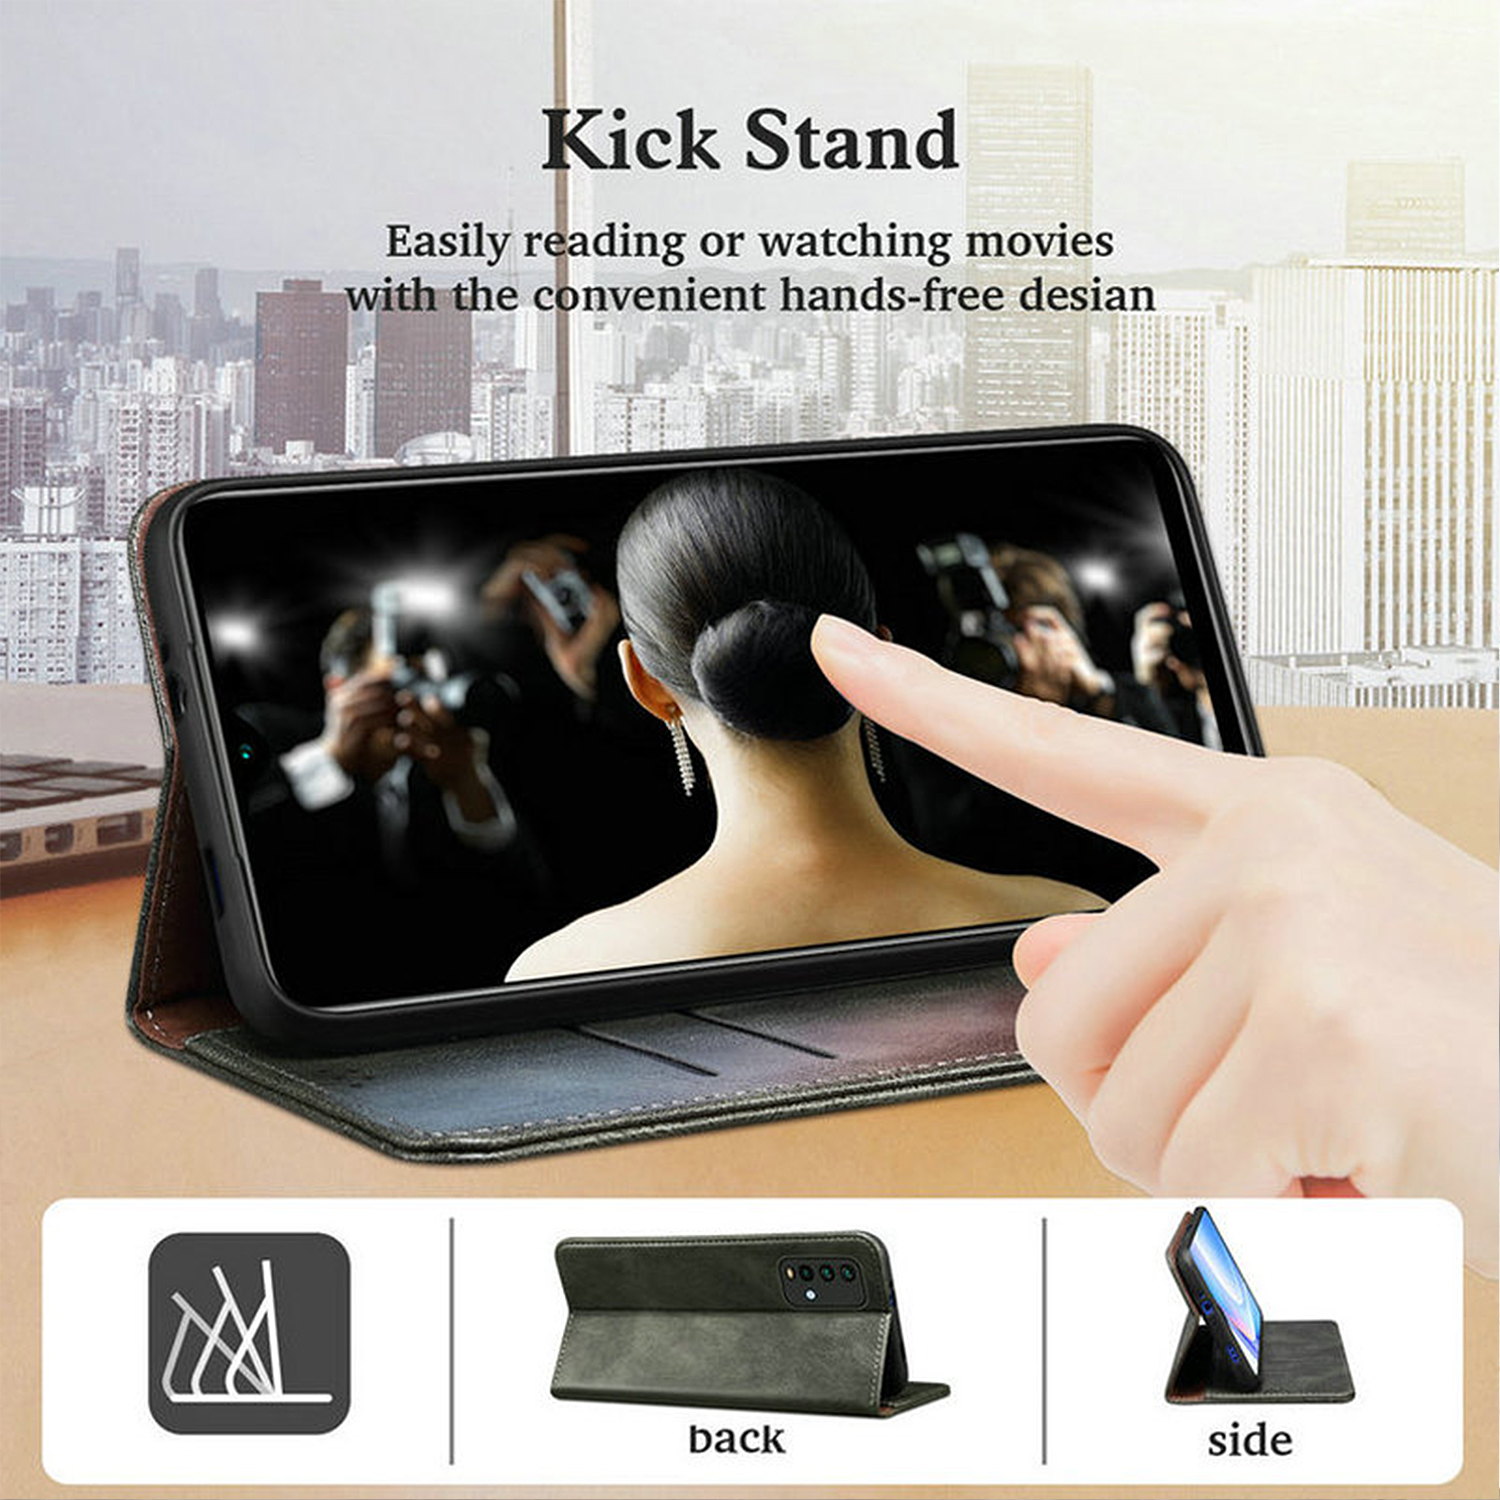 Kick Stand
Easily reading or watching movies
with the convenient hands-free desian
back
side